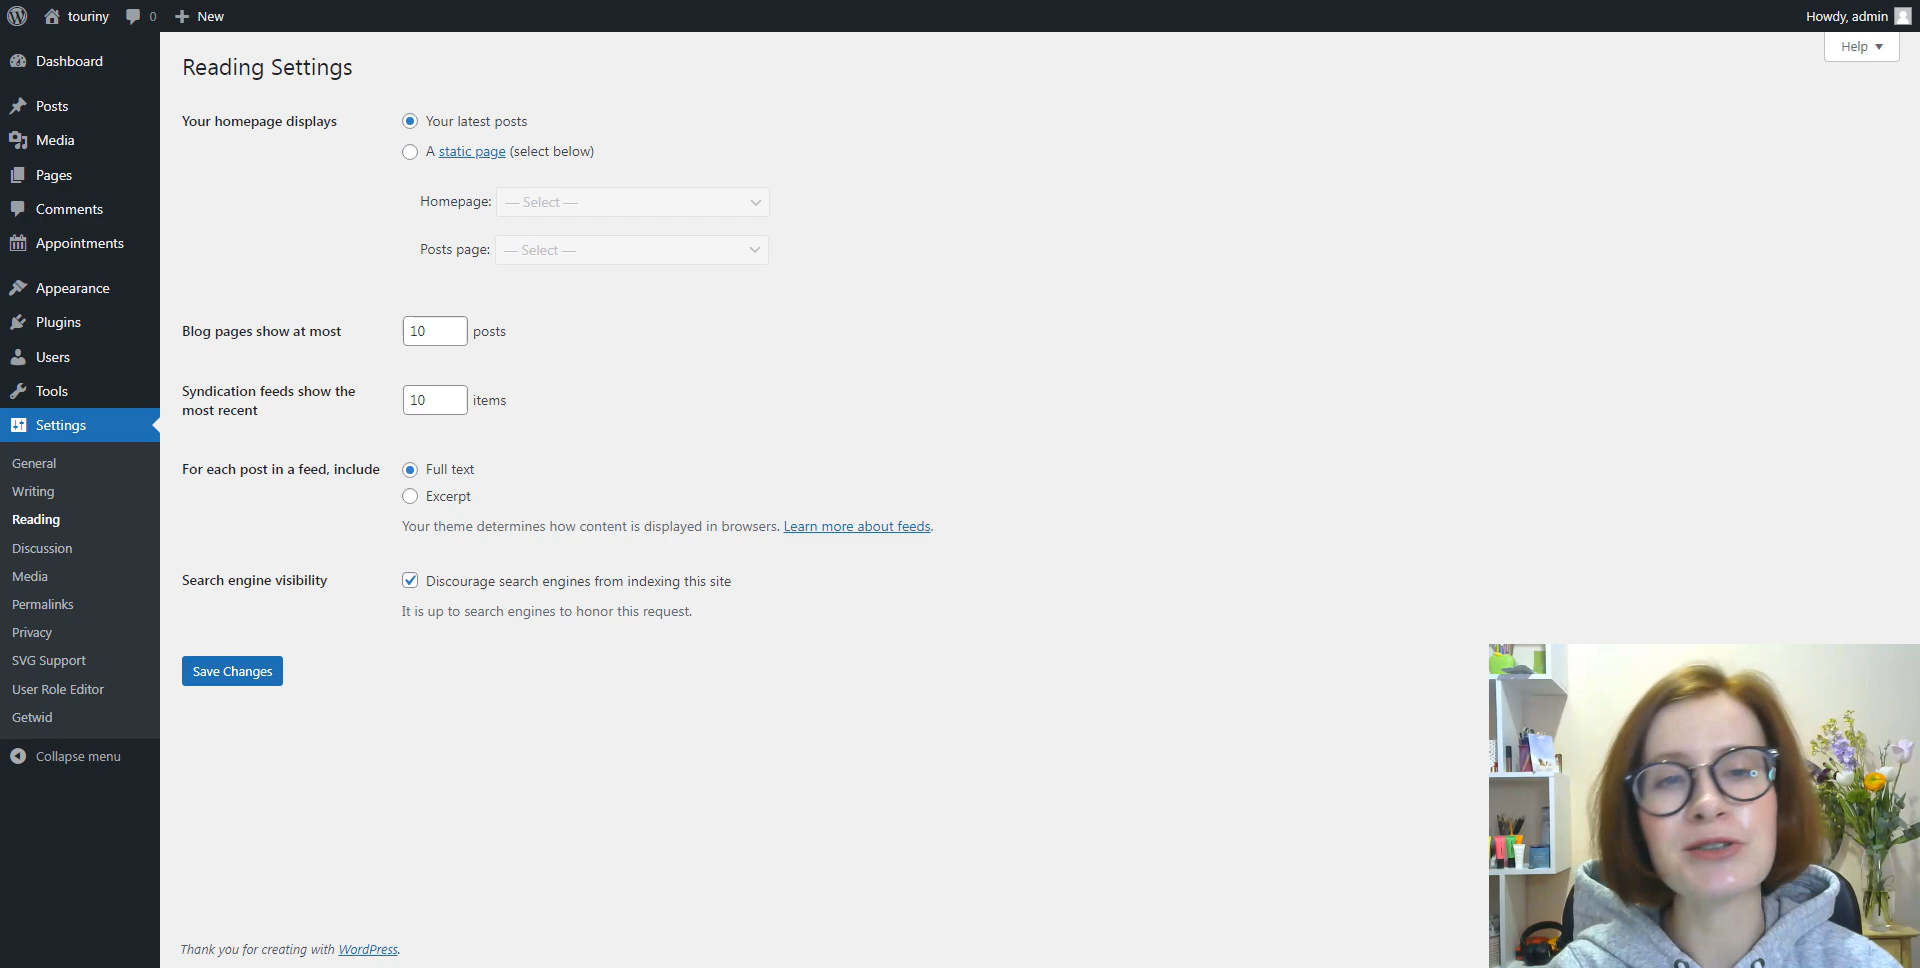 touriny
0
New
Howdy, admin
Help
Dashboard
Posts
Media
Pages
Comments
Appointments
Appearance
Plugins
Users
Tools
Settings
General
Writing
Reading
Discussion
Media
Permalinks
Privacy
SVG Support
User Role Editor
Getwid
Collapse menu
Reading Settings
Your homepage displays
Your latest posts
A static page (select below)
Homepage: — Select —
Posts page: — Select —
Blog pages show at most
10 posts
Syndication feeds show the
most recent
10 items
For each post in a feed, include
Full text
Excerpt
Your theme determines how content is displayed in browsers. Learn more about feeds.
Search engine visibility
Discourage search engines from indexing this site
It is up to search engines to honor this request.
Save Changes
Thank you for creating with WordPress.